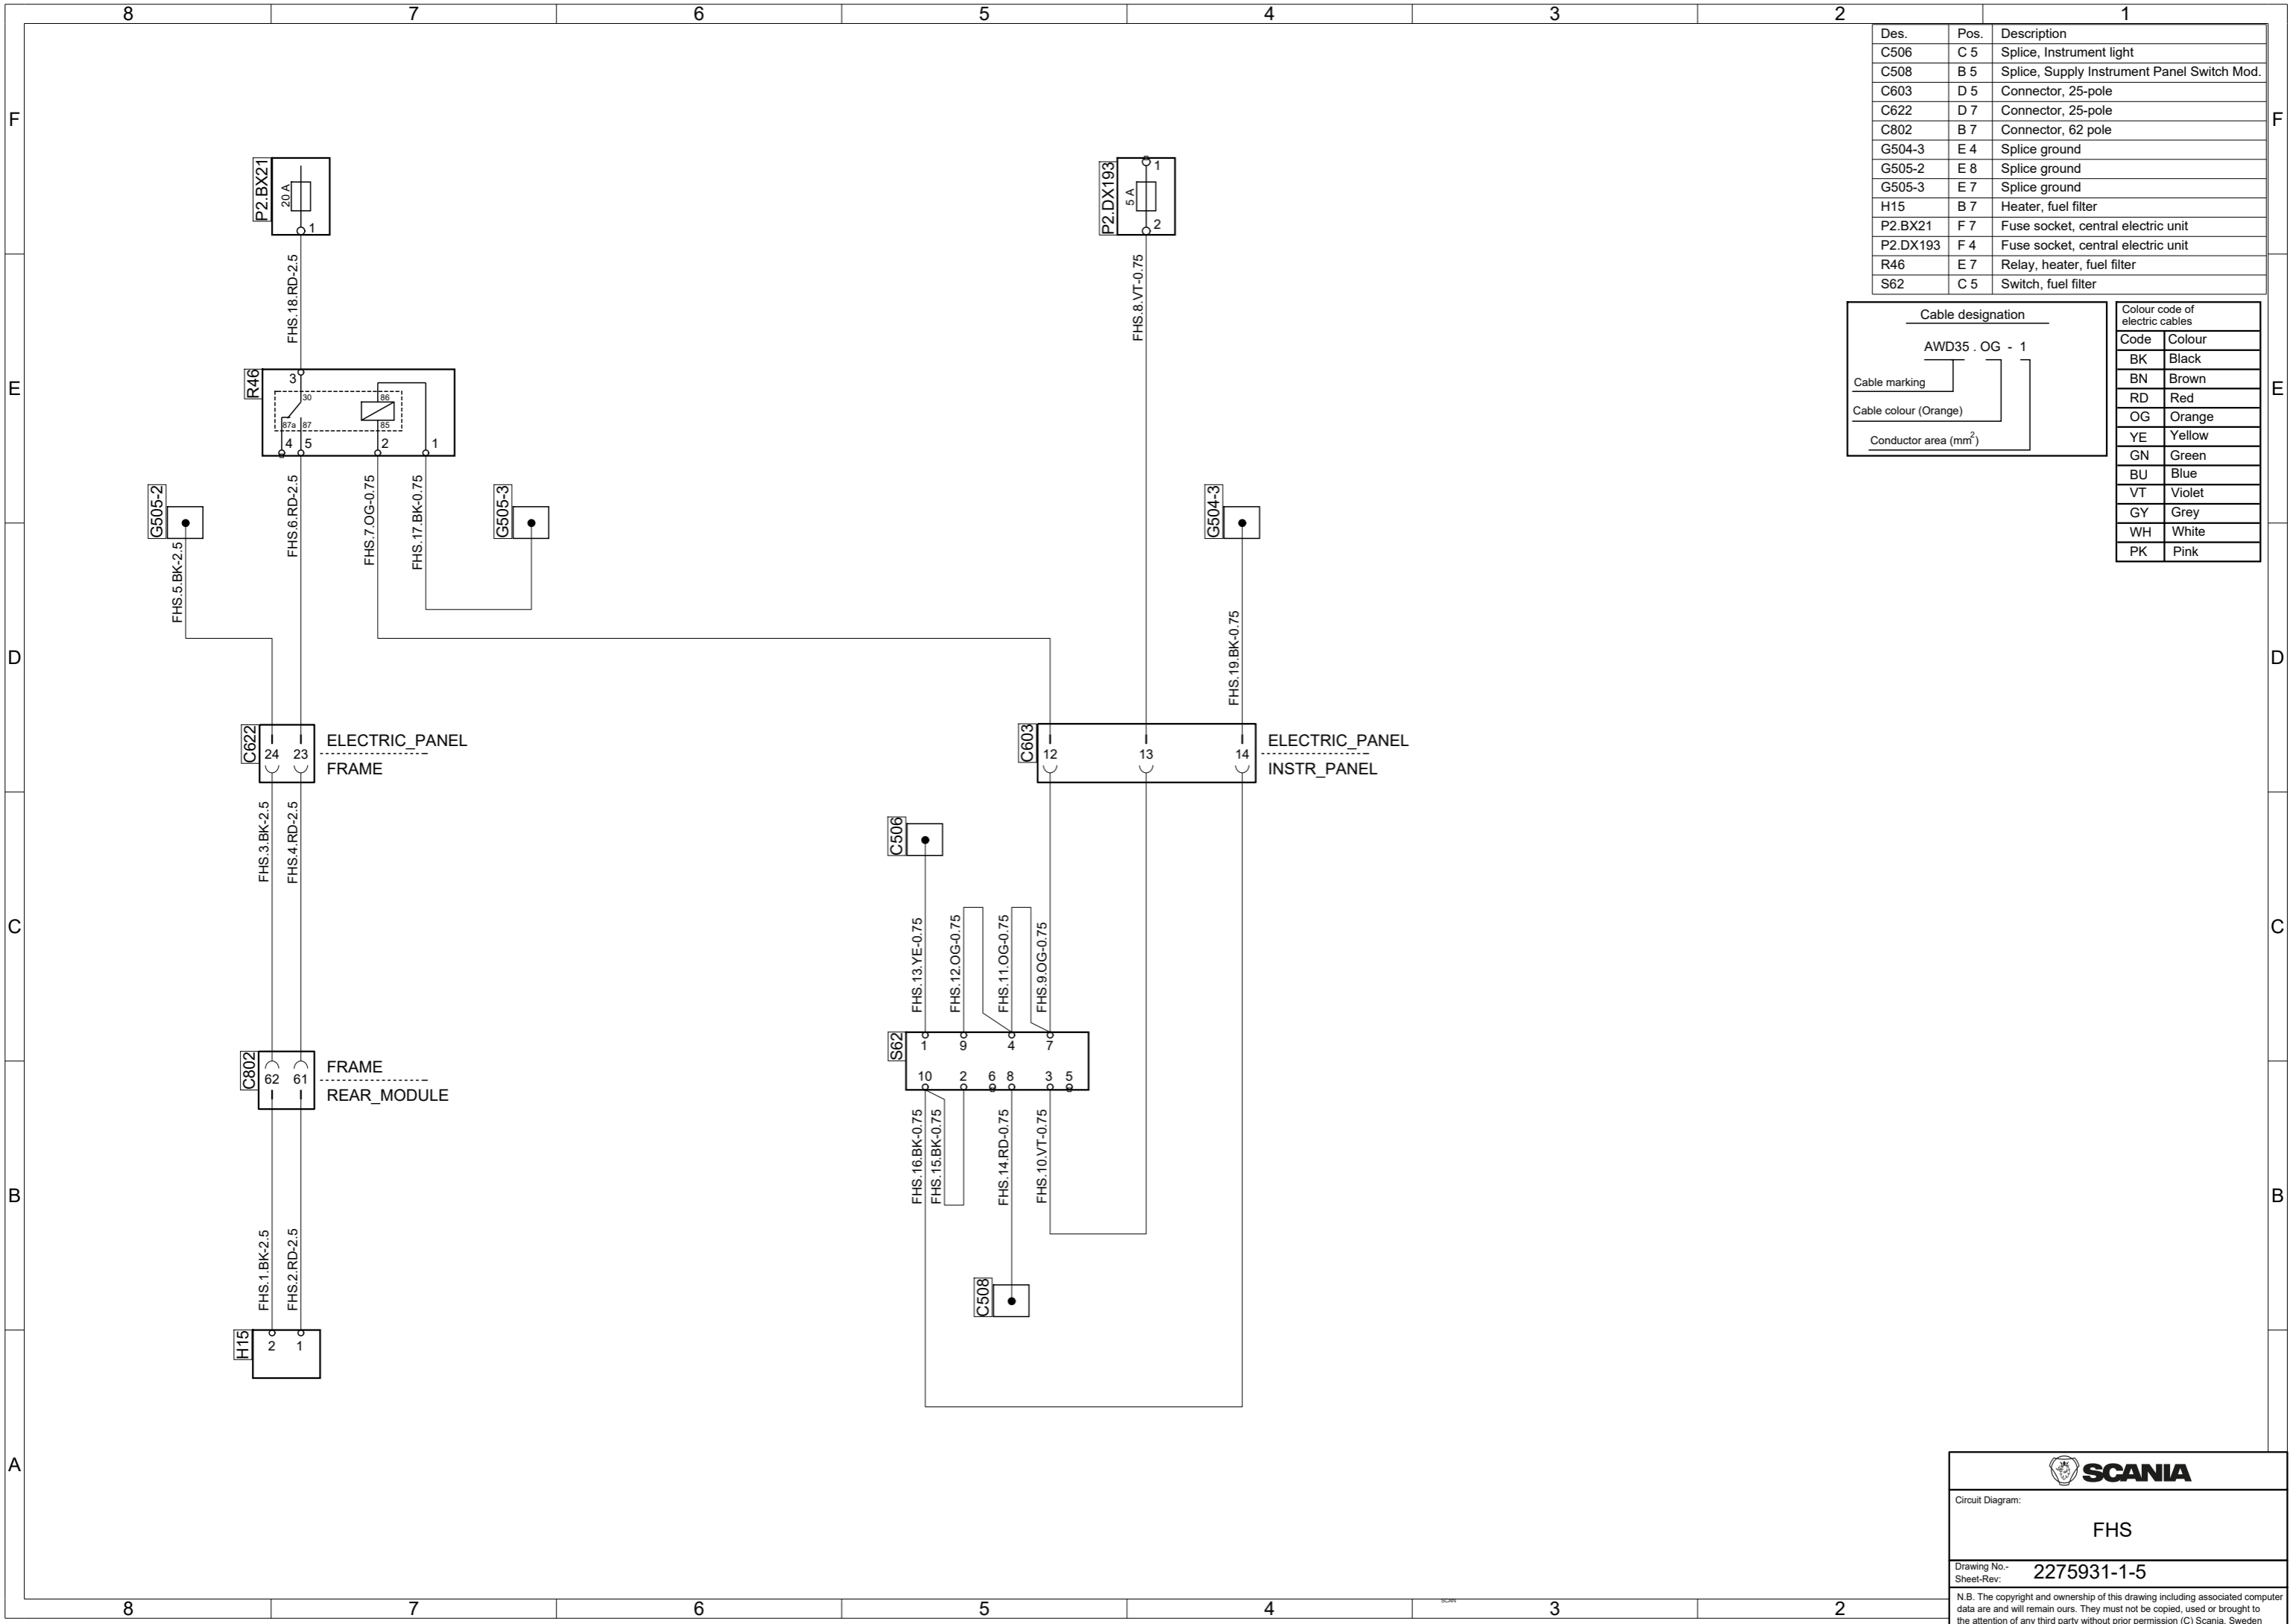 8 7 6 5 4 3 2 1
Des. Pos. Description
C506 C 5 Splice, Instrument light
C508 B 5 Splice, Supply Instrument Panel Switch Mod.
C603 D 5 Connector, 25-pole
C622 D 7 Connector, 25-pole
C802 B 7 Connector, 62 pole
G504-3 E 4 Splice ground
G505-2 E 8 Splice ground
G505-3 E 7 Splice ground
H15 B 7 Heater, fuel filter
P2.BX21 F 7 Fuse socket, central electric unit
P2.DX193 F 4 Fuse socket, central electric unit
R46 E 7 Relay, heater, fuel filter
S62 C 5 Switch, fuel filter
Cable designation
AWD35 . OG - 1
Cable marking
Cable colour (Orange)
Conductor area (mm2)
Colour code of
electric cables
Code Colour
BK Black
BN Brown
RD Red
OG Orange
YE Yellow
GN Green
BU Blue
VT Violet
GY Grey
WH White
PK Pink
F F
P2.BX21
20 A
1
P2.DX193
5 A
1
2
FHS.18.RD-2.5
FHS.8.VT-0.75
E E
R46
3
30 86
87a 87 85
4 5 2 1
G505-2
FHS.5.BK-2.5
FHS.6.RD-2.5
FHS.7.OG-0.75
FHS.17.BK-0.75
G505-3
G504-3
FHS.19.BK-0.75
D D
C622
24 23
ELECTRIC_PANEL
FRAME
C603
12 13 14
ELECTRIC_PANEL
INSTR_PANEL
FHS.3.BK-2.5
FHS.4.RD-2.5
C506
C C
FHS.13.YE-0.75
FHS.12.OG-0.75
FHS.11.OG-0.75
FHS.9.OG-0.75
S62
1 9 4 7
10 2 6 8 3 5
C802
62 61
FRAME
REAR_MODULE
FHS.16.BK-0.75
FHS.15.BK-0.75
FHS.14.RD-0.75
FHS.10.VT-0.75
B B
FHS.1.BK-2.5
FHS.2.RD-2.5
C508
H15
2 1
A
SCANIA
Circuit Diagram:
FHS
Drawing No.-
Sheet-Rev:
2275931-1-5
N.B. The copyright and ownership of this drawing including associated computer
data are and will remain ours. They must not be copied, used or brought to
the attention of any third party without prior permission (C) Scania, Sweden
8 7 6 5 4 3 2